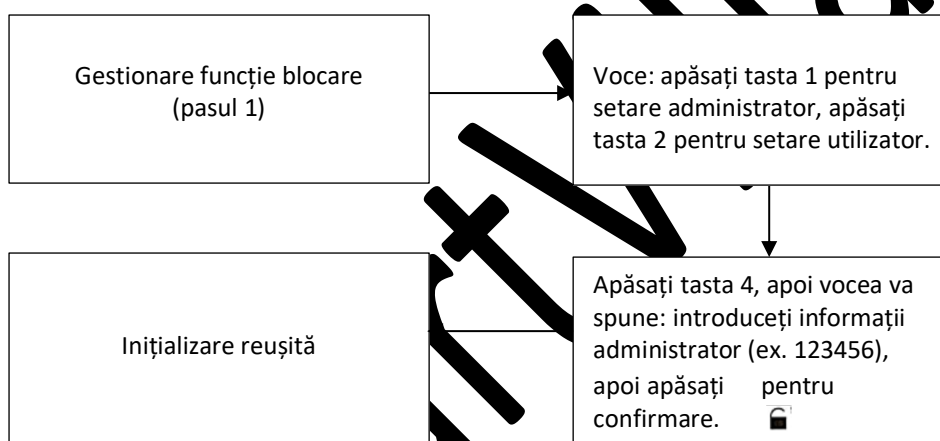 Gestionare funcție blocare
(pasul 1)
Voce: apăsați tasta 1 pentru
setare administrator, apăsați
tasta 2 pentru setare utilizator.
Inițializare reușită
Apăsați tasta 4, apoi vocea va
spune: introduceți informații
administrator (ex. 123456),
apoi apăsați pentru
confirmare.